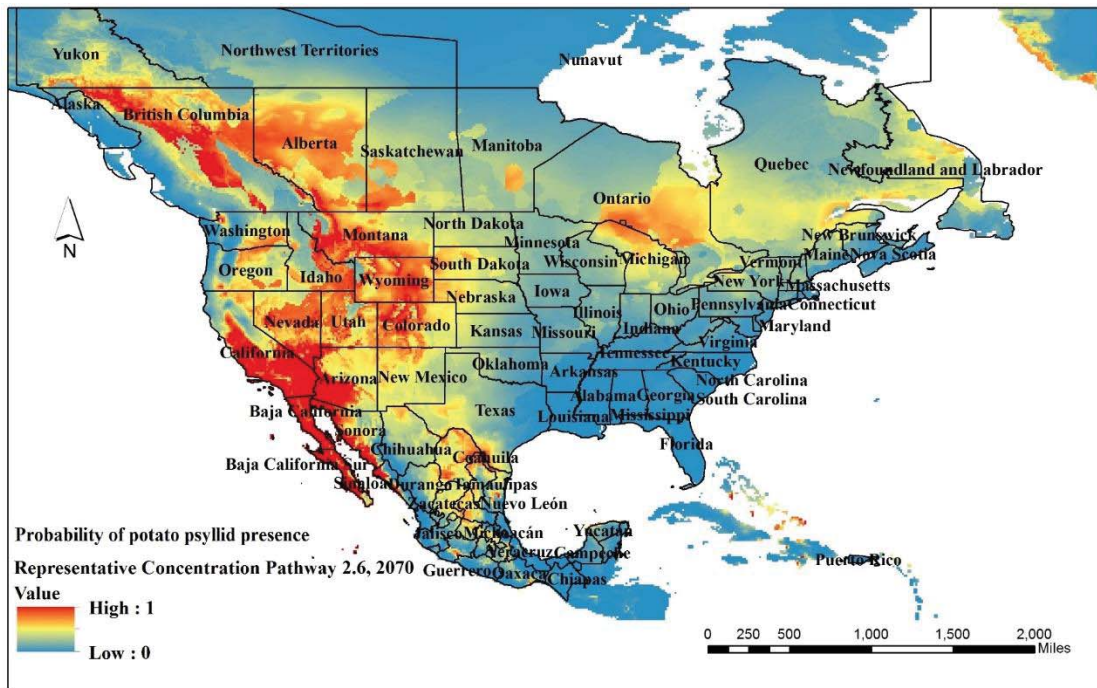 Yukon
Northwest Territories
Nunavut
Alaska
British Columbia
Alberta
Saskatchewan
Manitoba
Quebec
Newfoundland and Labrador
Ontario
N
Washington
Montana
North Dakota
Minnesota
New Brunswick
Oregon
Idaho
Wyoming
South Dakota
Wisconsin
Michigan
Vermont
Maine
Nova Scotia
New York
Massachusetts
Nebraska
Iowa
Nevada
Utah
Colorado
Illinois
Indiana
Ohio
Pennsylvania
Connecticut
Kansas
Missouri
Maryland
Virginia
California
Tennessee
Kentucky
Arizona
New Mexico
Oklahoma
Arkansas
North Carolina
Alabama
Georgia
South Carolina
Baja California
Texas
Louisiana
Mississippi
Sonora
Florida
Chihuahua
Coahuila
Baja California Sur
Sinaloa
Durango
Tamaulipas
Zacatecas
Nuevo León
Probability of potato psyllid presence
Jalisco
Michoacán
Yucatán
Veracruz
Campeche
Puerto Rico
Representative Concentration Pathway 2.6, 2070
Guerrero
Oaxaca
Chiapas
Value
High : 1
Low : 0
0 250 500 1,000 1,500 2,000
Miles